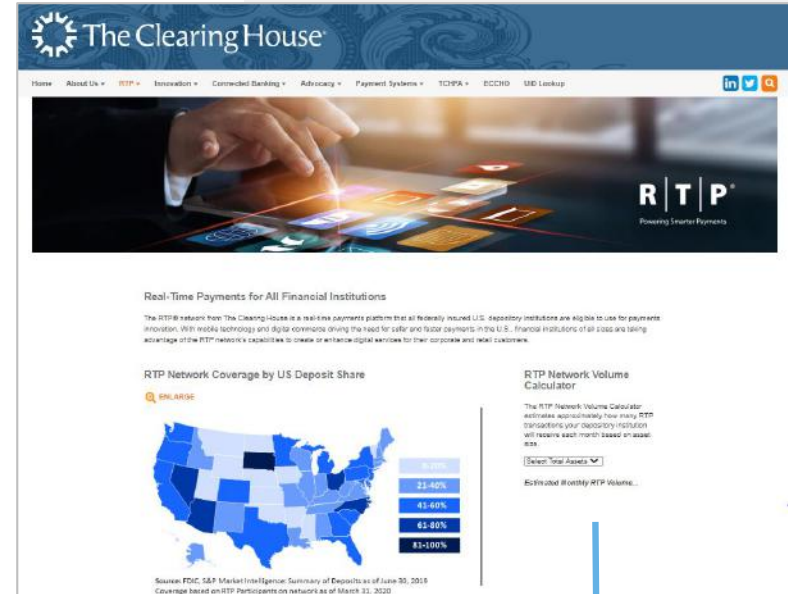 The Clearing House
Home About Us RTP Innovation Connected Banking Advocacy Payment Systems TCHPA ECCHO UID Lookup
in
R|T|P®
Powering Smarter Payments
Real-Time Payments for All Financial Institutions
The RTP® network from The Clearing House is a real-time payments platform that all federally insured U.S. depository institutions are eligible to use for payments
innovation. With mobile technology and digital commerce driving the need for safer and faster payments in the U.S., financial institutions of all sizes are taking
advantage of the RTP network's capabilities to create or enhance digital services for their corporate and retail customers.
RTP Network Coverage by US Deposit Share
ENLARGE
0-20%
21-40%
41-60%
61-80%
81-100%
Source: FDIC, S&P Market Intelligence: Summary of Deposits as of June 30, 2019
Coverage based on RTP Participants on network as of March 31, 2020
RTP Network Volume
Calculator
The RTP Network Volume Calculator
estimates approximately how many RTP
transactions your depository institution
will receive each month based on asset
size.
Select Total Assets
Estimated Monthly RTP Volume...